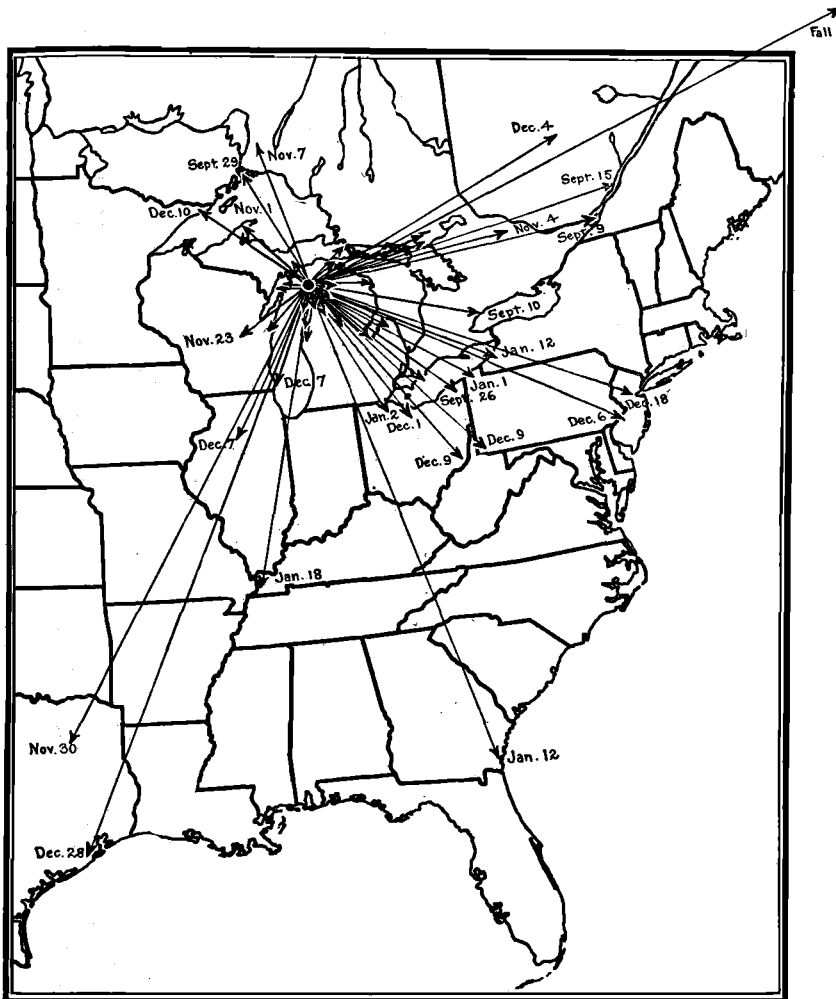 Fall
Dec. 4
Sept. 29
Nov. 7
Sept. 15
Dec. 10
Nov. 1
Nov. 4
Sept. 9
Sept. 10
Nov. 23
Jan. 12
Dec. 7
Jan. 1
Sept. 26
Dec. 18
Jan. 2
Dec. 1
Dec. 6
Dec. 7
Dec. 9
Dec. 9
Jan. 18
Nov. 30
Jan. 12
Dec. 28